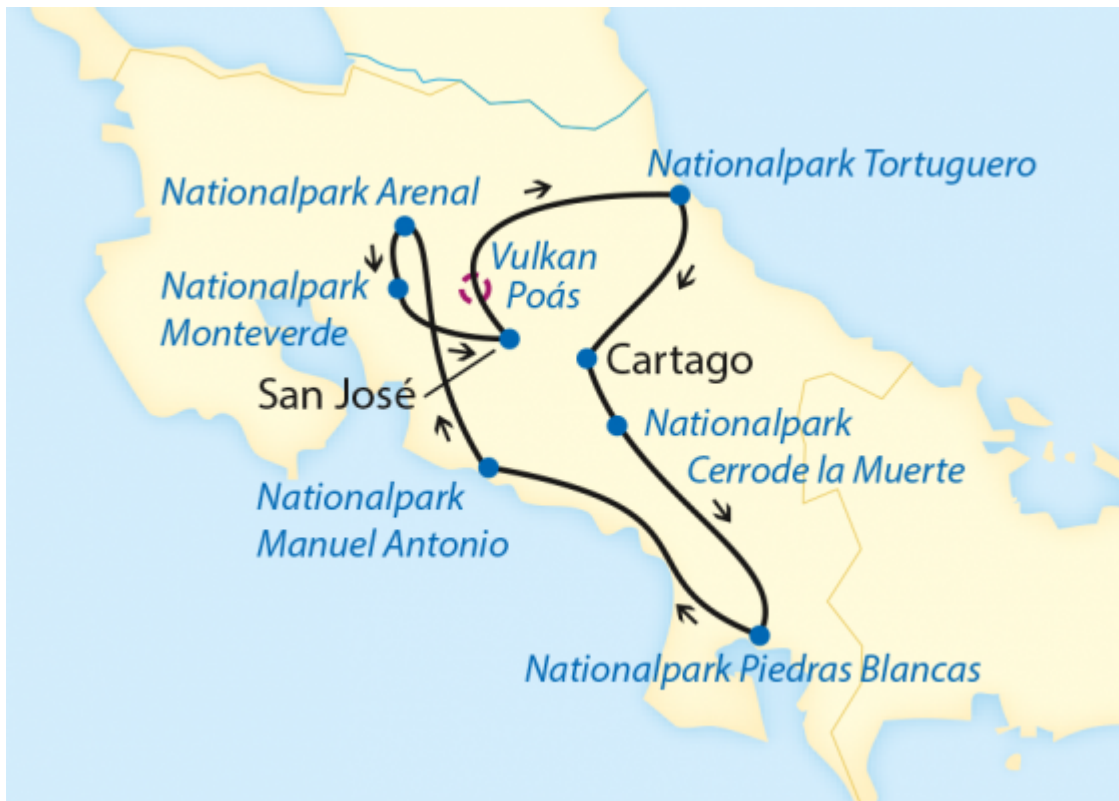 Nationalpark Tortuguero
Nationalpark Arenal
Vulkan
Poás
Nationalpark
Monteverde
San José
Cartago
Nationalpark
Cerrode la Muerte
Nationalpark
Manuel Antonio
Nationalpark Piedras Blancas